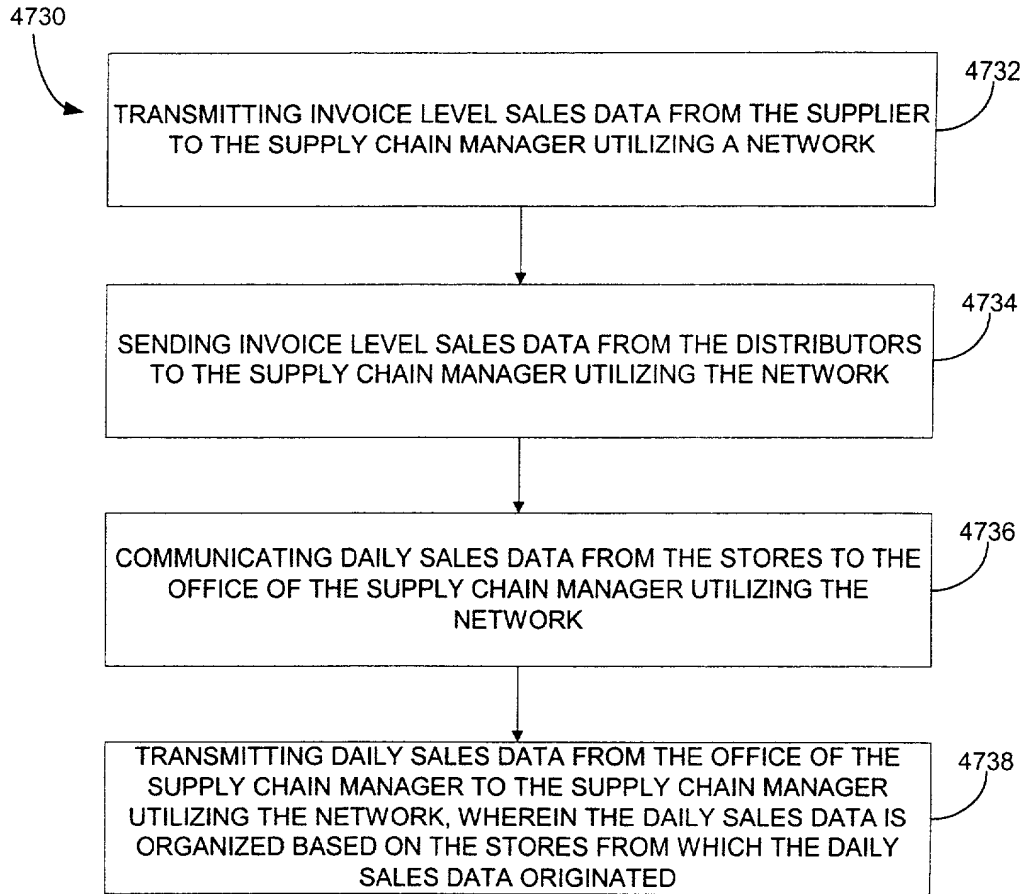 4730
4732
TRANSMITTING INVOICE LEVEL SALES DATA FROM THE SUPPLIER
TO THE SUPPLY CHAIN MANAGER UTILIZING A NETWORK
4734
SENDING INVOICE LEVEL SALES DATA FROM THE DISTRIBUTORS
TO THE SUPPLY CHAIN MANAGER UTILIZING THE NETWORK
4736
COMMUNICATING DAILY SALES DATA FROM THE STORES TO THE
OFFICE OF THE SUPPLY CHAIN MANAGER UTILIZING THE
NETWORK
4738
TRANSMITTING DAILY SALES DATA FROM THE OFFICE OF THE
SUPPLY CHAIN MANAGER TO THE SUPPLY CHAIN MANAGER
UTILIZING THE NETWORK, WHEREIN THE DAILY SALES DATA IS
ORGANIZED BASED ON THE STORES FROM WHICH THE DAILY
SALES DATA ORIGINATED